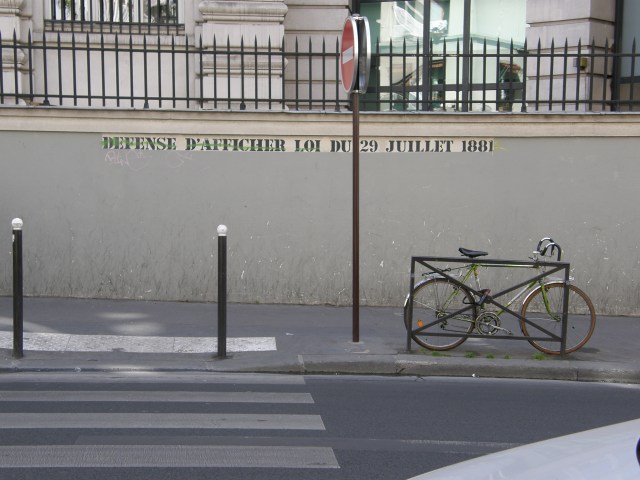 DEFENSE D'AFFICHER LOI DU 29 JUILLET 1881